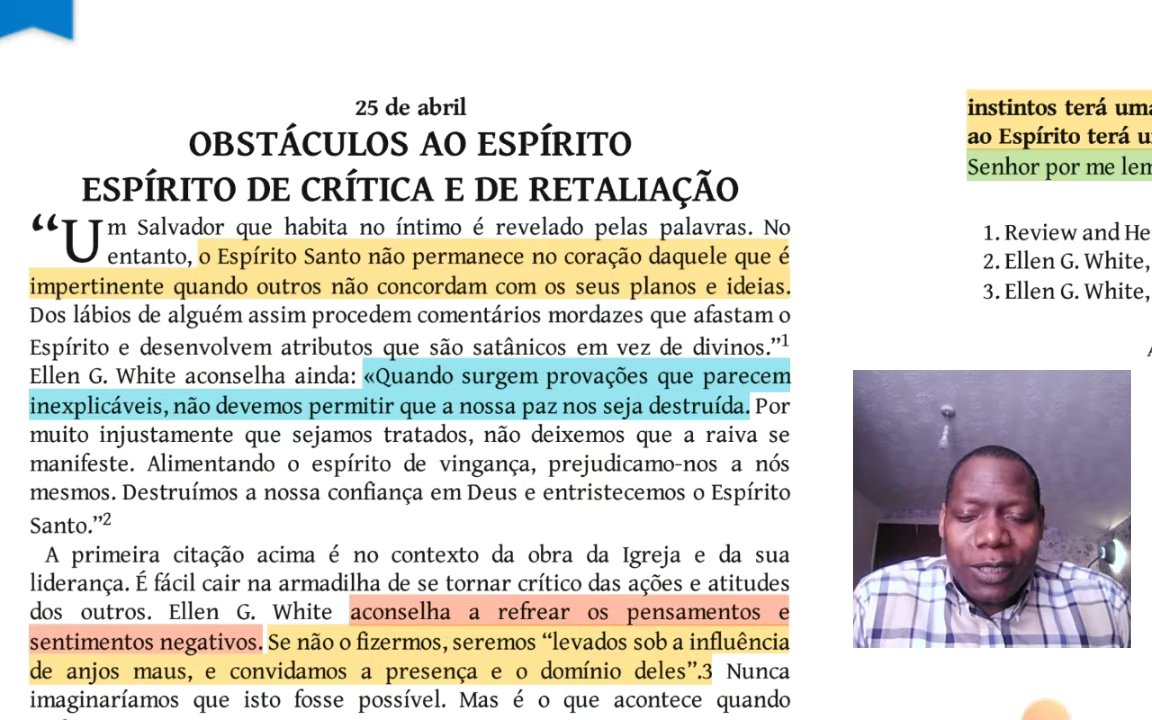 25 de abril
OBSTÁCULOS AO ESPÍRITO
ESPÍRITO DE CRÍTICA E DE RETALIAÇÃO
“Um Salvador que habita no íntimo é revelado pelas palavras. No
entanto, o Espírito Santo não permanece no coração daquele que é
impertinente quando outros não concordam com os seus planos e ideias.
Dos lábios de alguém assim procedem comentários mordazes que afastam o
Espírito e desenvolvem atributos que são satânicos em vez de divinos.”1
Ellen G. White aconselha ainda: «Quando surgem provações que parecem
inexplicáveis, não devemos permitir que a nossa paz nos seja destruída. Por
muito injustamente que sejamos tratados, não deixemos que a raiva se
manifeste. Alimentando o espírito de vingança, prejudicamo-nos a nós
mesmos. Destruímos a nossa confiança em Deus e entristecemos o Espírito
Santo.”2
A primeira citação acima é no contexto da obra da Igreja e da sua
liderança. É fácil cair na armadilha de se tornar crítico das ações e atitudes
dos outros. Ellen G. White aconselha a refrear os pensamentos e
sentimentos negativos. Se não o fizermos, seremos “levados sob a influência
de anjos maus, e convidamos a presença e o domínio deles”.3 Nunca
imaginaríamos que isto fosse possível. Mas é o que acontece quando
instintos terá
ao Espírito terá
Senhor por me
1. Review and
2. Ellen G. White,
3. Ellen G. White,